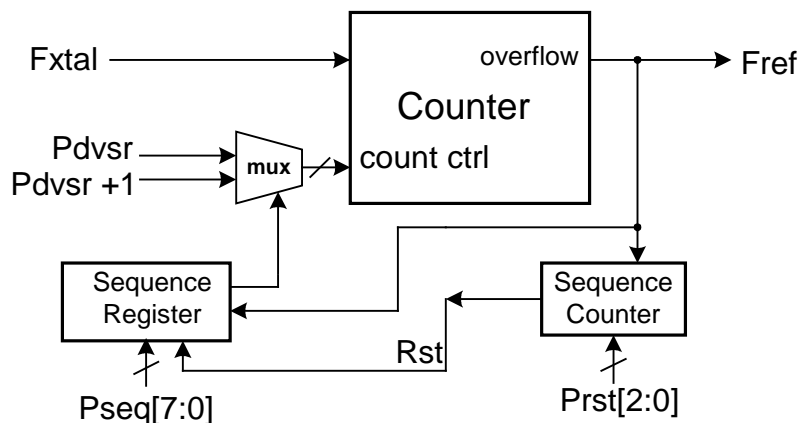 overflow
Fxtal
Fref
Counter
Pdvsr
mux
count ctrl
Pdvsr +1
Sequence
Register
Sequence
Counter
Rst
Pseq[7:0]
Prst[2:0]